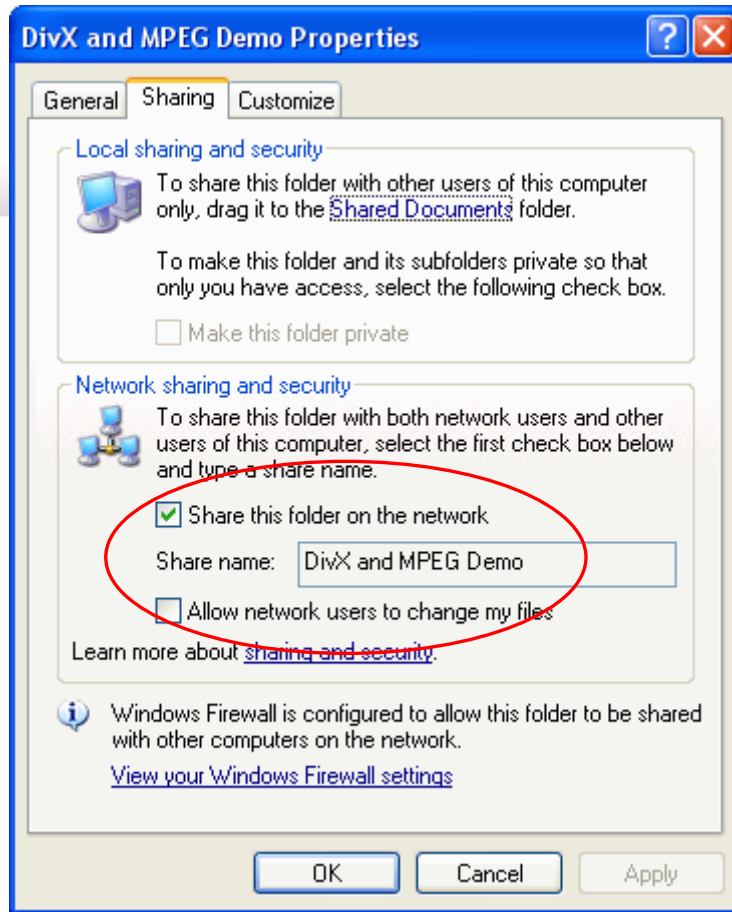 DivX and MPEG Demo Properties
General Sharing Customize
Local sharing and security
To share this folder with other users of this computer
only, drag it to the Shared Documents folder.
To make this folder and its subfolders private so that
only you have access, select the following check box.
Make this folder private
Network sharing and security
To share this folder with both network users and other
users of this computer, select the first check box below
and type a share name.
Share this folder on the network
Share name: DivX and MPEG Demo
Allow network users to change my files
Learn more about sharing and security.
Windows Firewall is configured to allow this folder to be shared
with other computers on the network.
View your Windows Firewall settings
OK Cancel Apply